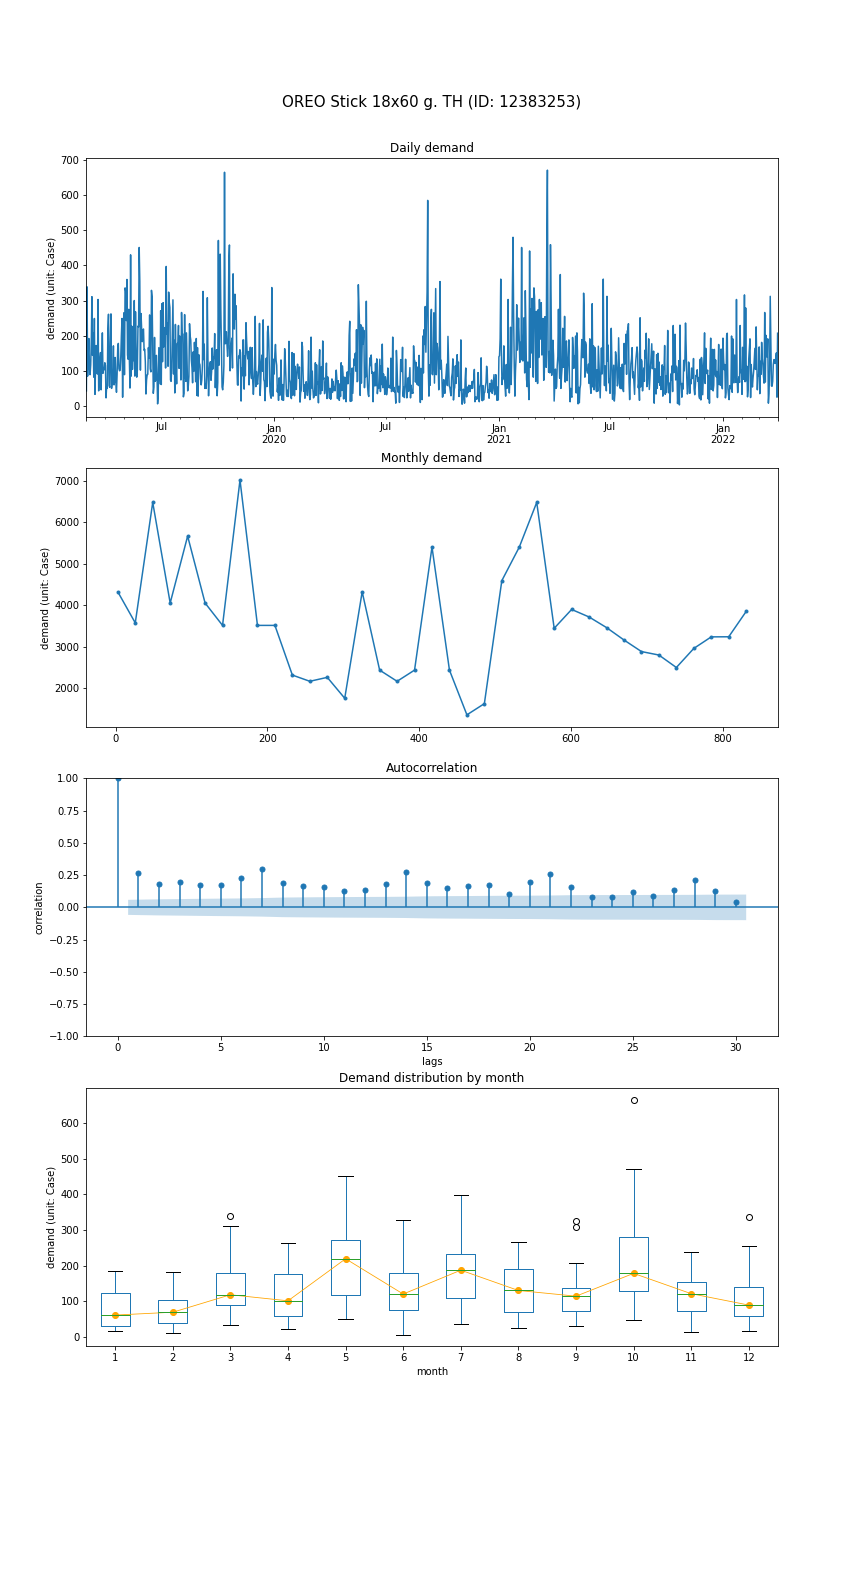 OREO Stick 18x60 g. TH (ID: 12383253)
Daily demand
demand (unit: Case)
700
600
500
400
300
200
100
0
Jul
Jan
2020
Jul
Jan
2021
Jul
Jan
2022
Monthly demand
demand (unit: Case)
7000
6000
5000
4000
3000
2000
0 200 400 600 800
Autocorrelation
correlation
1.00
0.75
0.50
0.25
0.00
−0.25
−0.50
−0.75
−1.00
0 5 10 15 20 25 30
lags
Demand distribution by month
demand (unit: Case)
600
500
400
300
200
100
0
1 2 3 4 5 6 7 8 9 10 11 12
month